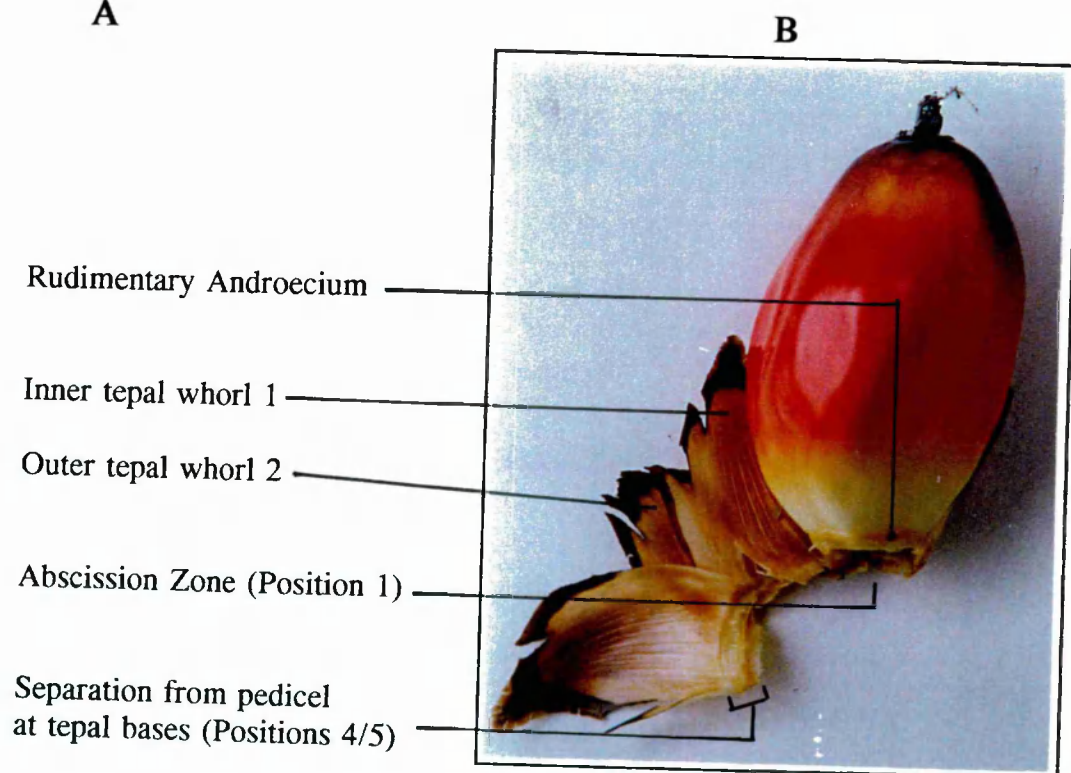 A
B
Rudimentary Androecium
Inner tepal whorl 1
Outer tepal whorl 2
Abscission Zone (Position 1)
Separation from pedicel
at tepal bases (Positions 4/5)